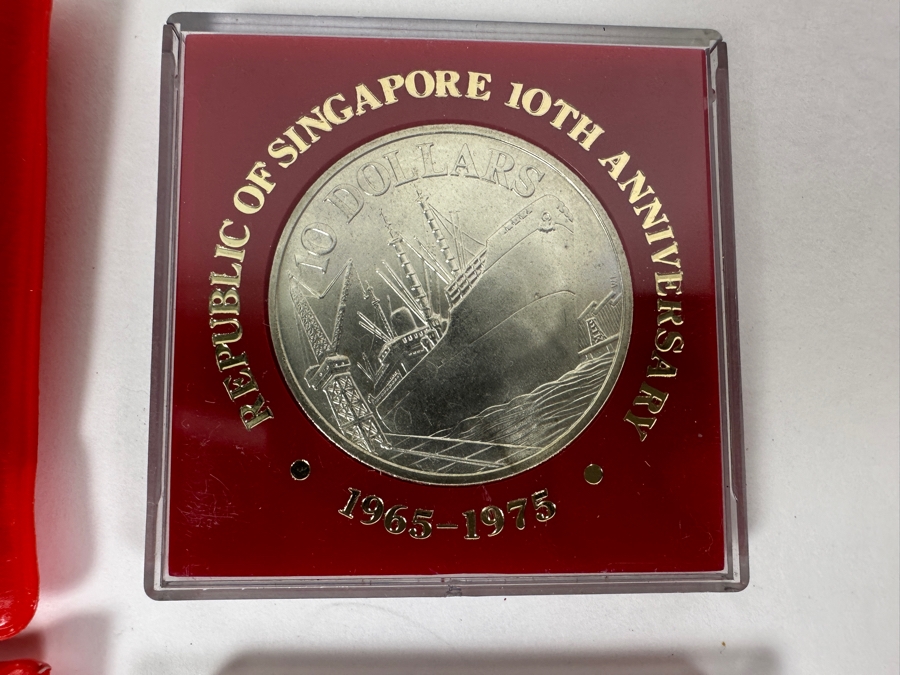 REPUBLIC OF SINGAPORE 10TH ANNIVERSARY
10 DOLLARS
1965-1975